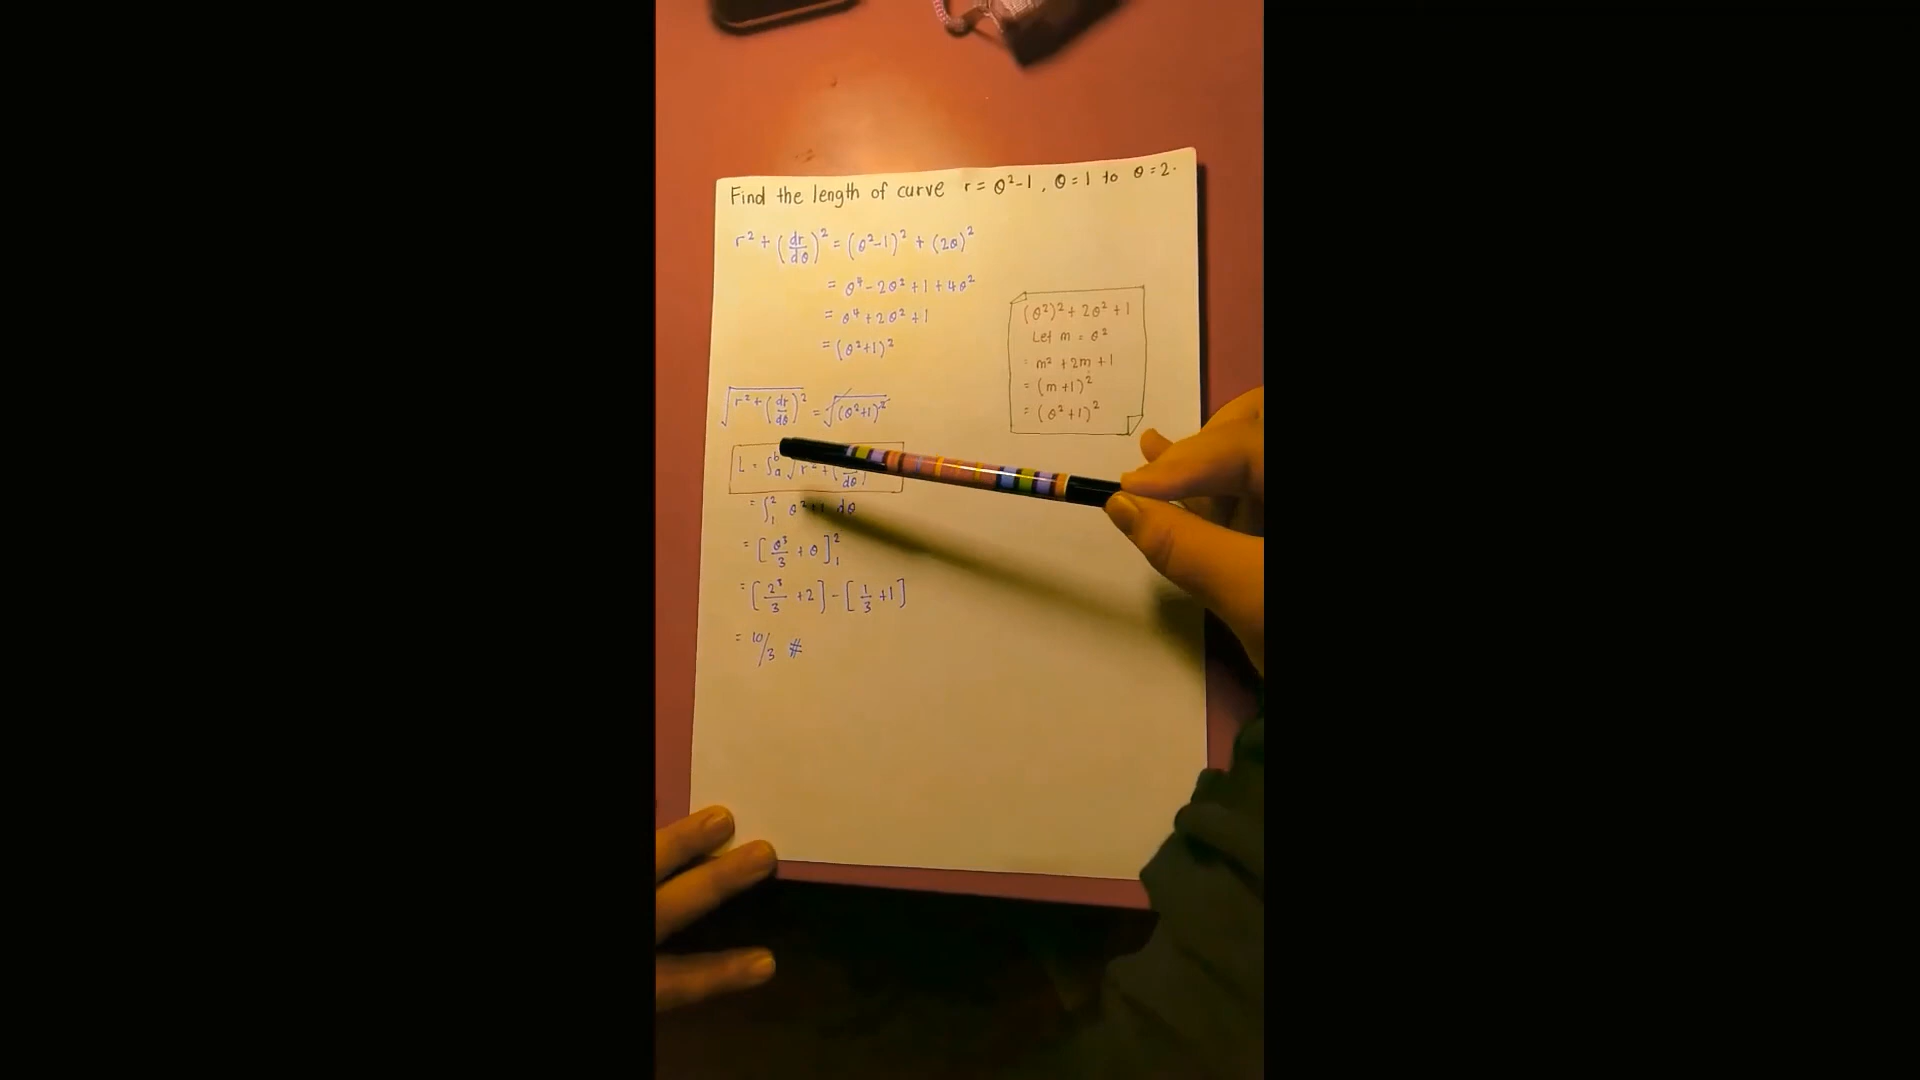 Find the length of curve r = θ²-1, θ=1 to θ=2.
r² + (dr/dθ)² = (θ²-1)² + (2θ)²
= θ⁴ - 2θ² + 1 + 4θ²
= θ⁴ + 2θ² + 1
= (θ²+1)²
(θ²)² + 2θ² + 1
Let m = θ²
= m² + 2m + 1
= (m+1)²
= (θ²+1)²
√(r² + (dr/dθ)²) = √((θ²+1)²)
L = ∫ₐᵇ √ r² + ( dθ
= ∫₁² θ²+1 dθ
= [θ³/3 + θ]₁²
= [2³/3 + 2] - [1/3 + 1]
= 10/3 #